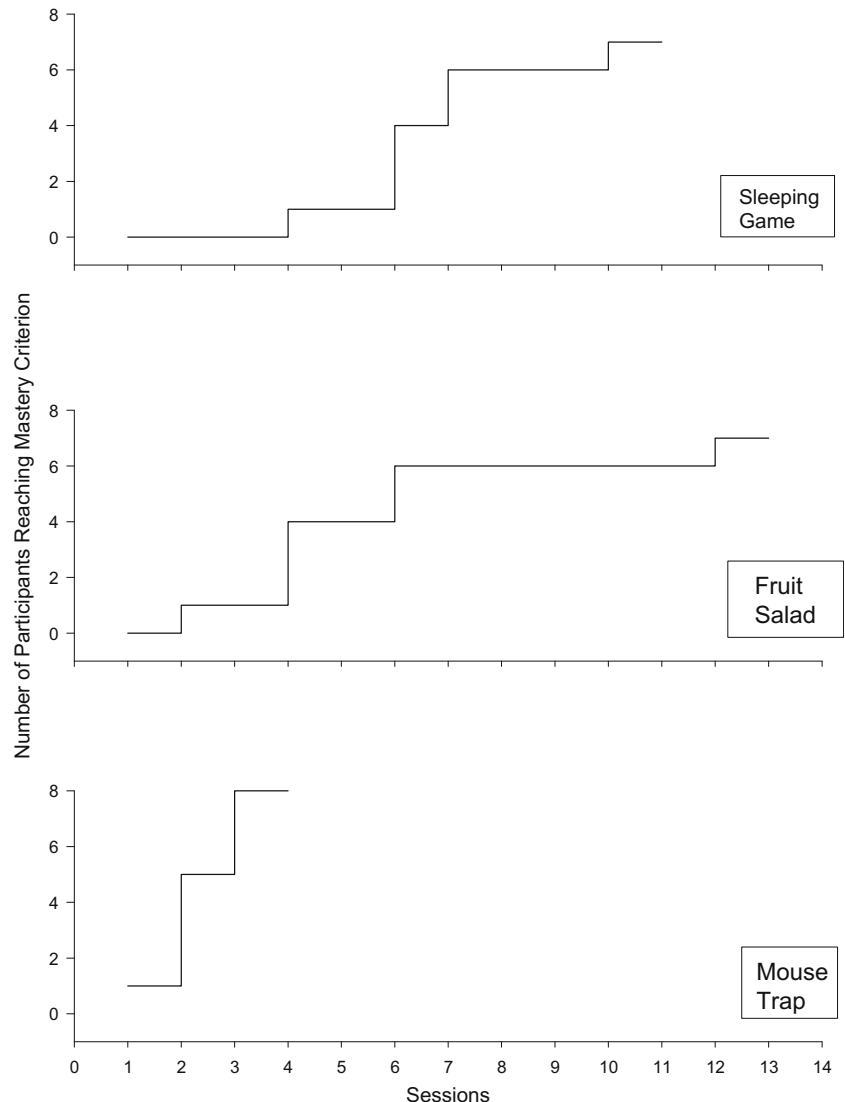 Number of Participants Reaching Mastery Criterion
8
6
4
2
0
Sleeping
Game
8
6
4
2
0
Fruit
Salad
8
6
4
2
0
Mouse
Trap
0 1 2 3 4 5 6 7 8 9 10 11 12 13 14
Sessions